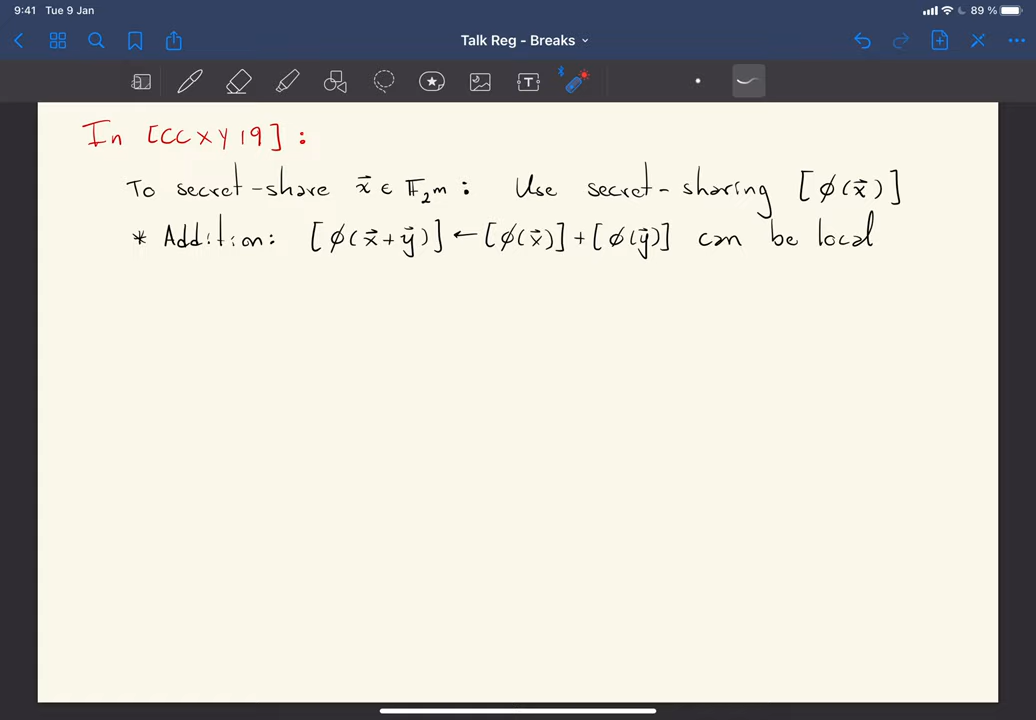 9:41 Tue 9 Jan 89 %
Talk Reg - Breaks
T
In [CCXY19] :
To secret-share x⃗ ∈ 𝔽₂m : Use secret-sharing [ϕ(x⃗)]
* Addition: [ϕ(x⃗+y⃗)] ← [ϕ(x⃗)] + [ϕ(y⃗)] can be local